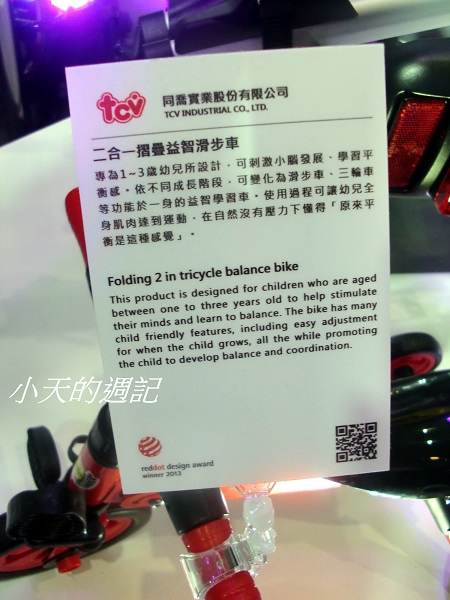 tcv
同喬實業股份有限公司
TCV INDUSTRIAL CO., LTD.
二合一摺疊益智滑步車
專為1~3歲幼兒所設計，可刺激小腦發展、學習平
衡感。依不同成長階段，可變化為滑步車、三輪車
等功能於一身的益智學習車。使用過程可讓幼兒全
身肌肉達到運動，在自然沒有壓力下懂得「原來平
衡是這種感覺」。
Folding 2 in tricycle balance bike
This product is designed for children who are aged
between one to three years old to help stimulate
their minds and learn to balance. The bike has many
child friendly features, including easy adjustment
for when the child grows, all the while promoting
the child to develop balance and coordination.
小天的週記
reddot design award
winner 2013